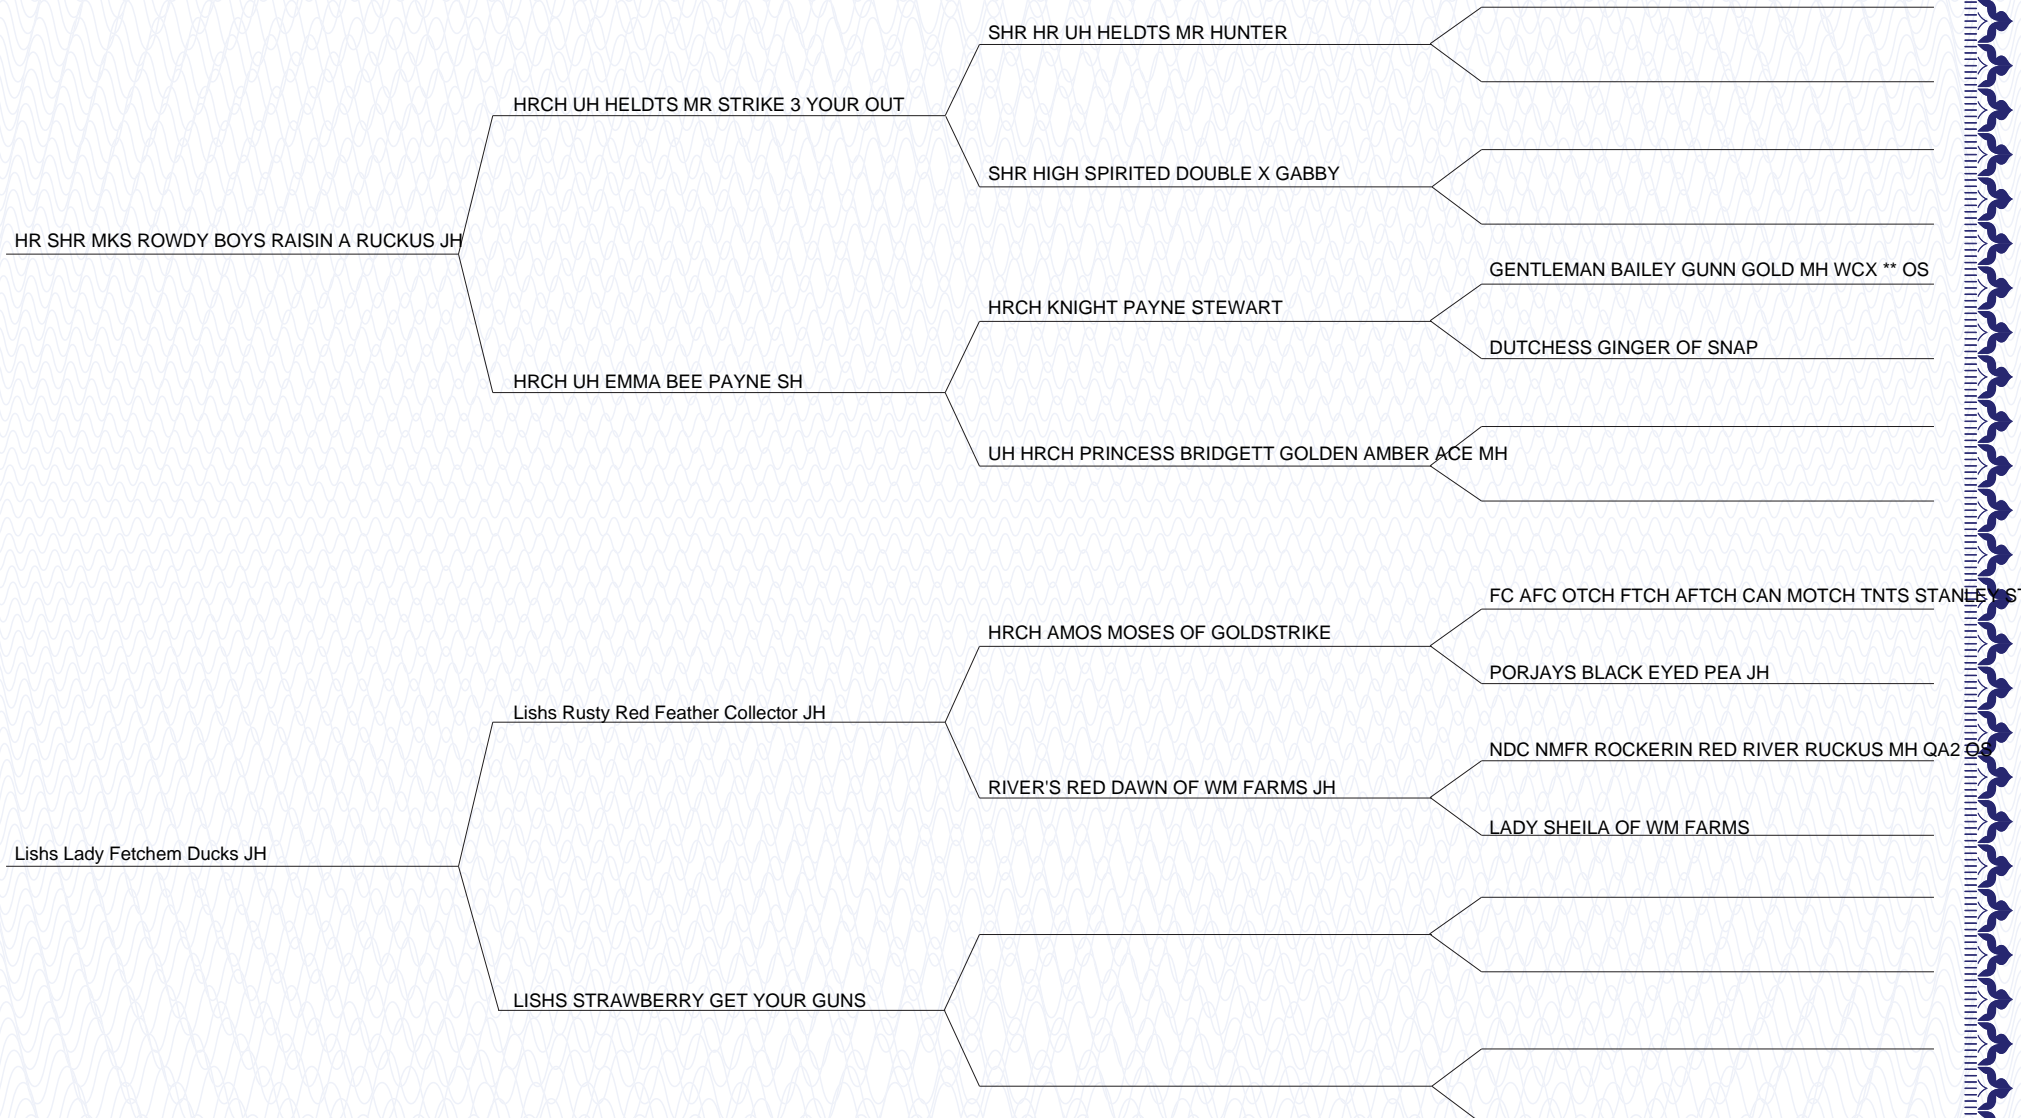 SHR HR UH HELDTS MR HUNTER
HRCH UH HELDTS MR STRIKE 3 YOUR OUT
SHR HIGH SPIRITED DOUBLE X GABBY
HR SHR MKS ROWDY BOYS RAISIN A RUCKUS JH
GENTLEMAN BAILEY GUNN GOLD MH WCX ** OS
HRCH KNIGHT PAYNE STEWART
DUTCHESS GINGER OF SNAP
HRCH UH EMMA BEE PAYNE SH
UH HRCH PRINCESS BRIDGETT GOLDEN AMBER ACE MH
FC AFC OTCH FTCH AFTCH CAN MOTCH TNTS STANLEY
HRCH AMOS MOSES OF GOLDSTRIKE
PORJAYS BLACK EYED PEA JH
Lishs Rusty Red Feather Collector JH
NDC NMFR ROCKERIN RED RIVER RUCKUS MH QA2 OS
RIVER'S RED DAWN OF WM FARMS JH
LADY SHEILA OF WM FARMS
Lishs Lady Fetchem Ducks JH
LISHS STRAWBERRY GET YOUR GUNS